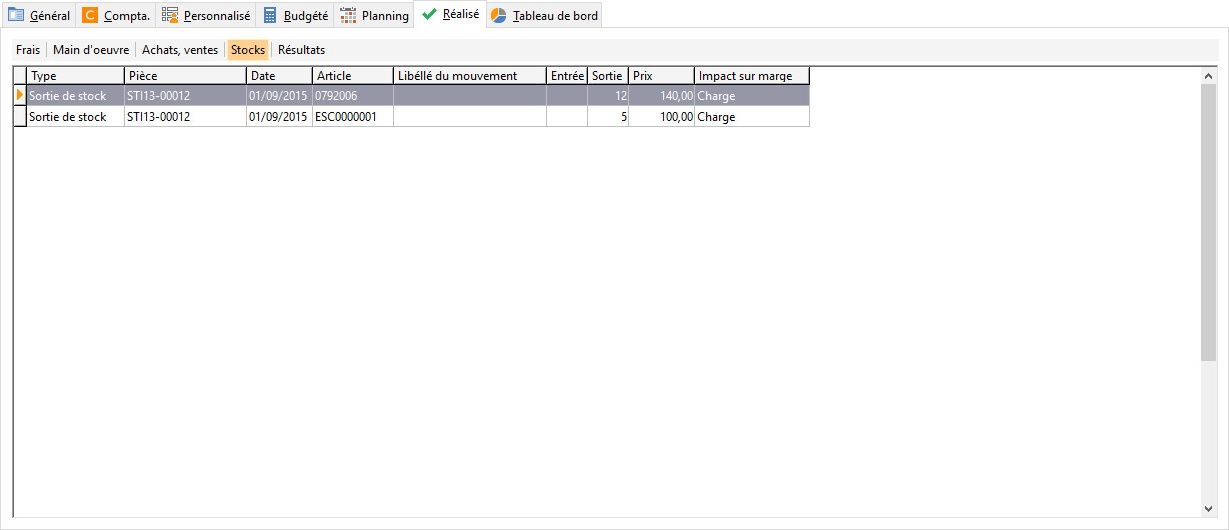 Général Compta. Personnalisé Budgété Planning Réalisé Tableau de bord
Frais Main d'oeuvre Achats, ventes Stocks Résultats
Type Pièce Date Article Libéllé du mouvement Entrée Sortie Prix Impact sur marge
Sortie de stock STI13-00012 01/09/2015 0792006 12 140,00 Charge
Sortie de stock STI13-00012 01/09/2015 ESC0000001 5 100,00 Charge